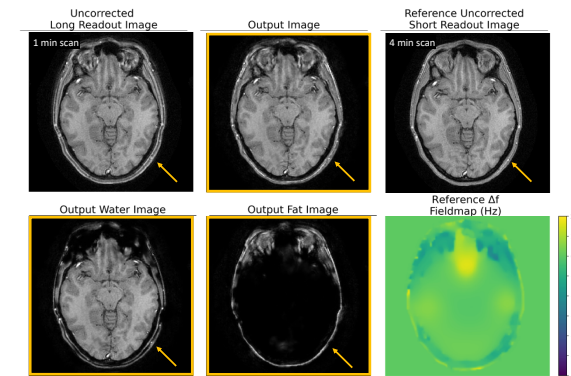 Uncorrected
Long Readout Image
Output Image
Reference Uncorrected
Short Readout Image
1 min scan
4 min scan
Output Water Image
Output Fat Image
Reference Δf
Fieldmap (Hz)